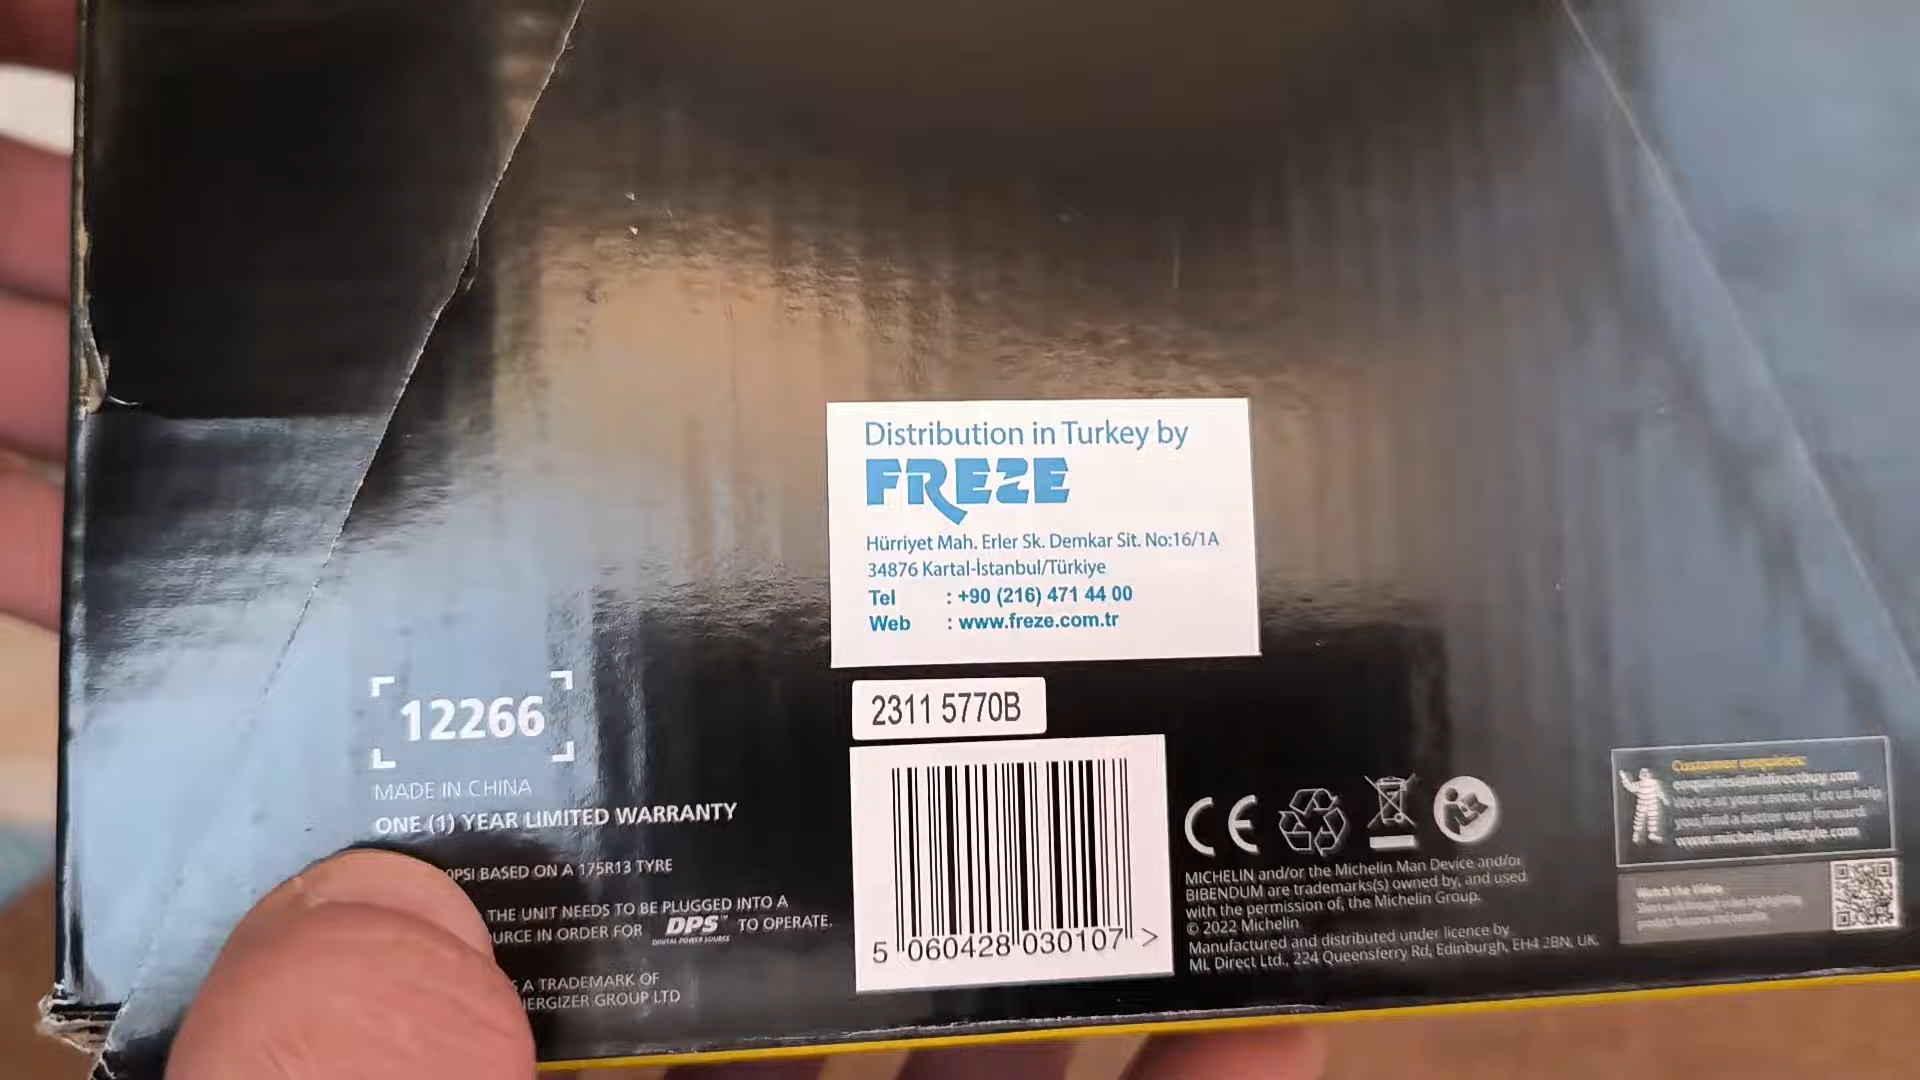 Distribution in Turkey by
FREZE
Hürriyet Mah. Erler Sk. Demkar Sit. No:16/1A
34876 Kartal-İstanbul/Türkiye
Tel : +90 (216) 471 44 00
Web : www.freze.com.tr
12266
MADE IN CHINA
ONE (1) YEAR LIMITED WARRANTY
PSI BASED ON A 175R13 TYRE
THE UNIT NEEDS TO BE PLUGGED INTO A
URCE IN ORDER FOR DPS™ TO OPERATE.
DIGITAL POWER SOURCE
A TRADEMARK OF
ERGIZER GROUP LTD
2311 5770B
5 060428 030107 >
CE
MICHELIN and/or the Michelin Man Device and/or
BIBENDUM are trademarks(s) owned by, and used
with the permission of, the Michelin Group.
© 2022 Michelin
Manufactured and distributed under licence by
ML Direct Ltd., 224 Queensferry Rd, Edinburgh, EH4 2BN, UK.
Customer enquiries:
enquiries@mldirectbuy.com
We're at your service. Let us help
you find a better way forward.
www.michelin-lifestyle.com
Watch the Video